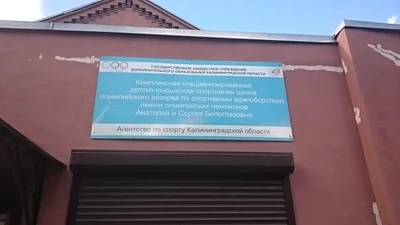 ГОСУДАРСТВЕННОЕ БЮДЖЕТНОЕ УЧРЕЖДЕНИЕ
ДОПОЛНИТЕЛЬНОГО ОБРАЗОВАНИЯ КАЛИНИНГРАДСКОЙ ОБЛАСТИ
Комплексная специализированная
детско-юношеская спортивная школа
олимпийского резерва по спортивным единоборствам
имени олимпийских чемпионов
Анатолия и Сергея Белоглазовых
Агентство по спорту Калининградской области